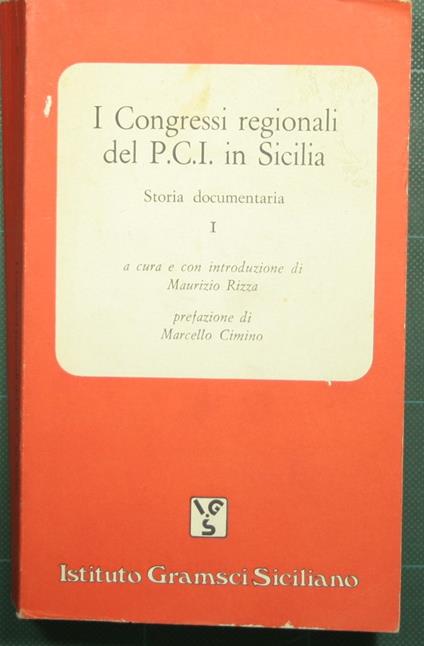 I Congressi regionali
del P.C.I. in Sicilia
Storia documentaria
I
a cura e con introduzione di
Maurizio Rizza
prefazione di
Marcello Cimino
I.G
S
Istituto Gramsci Siciliano